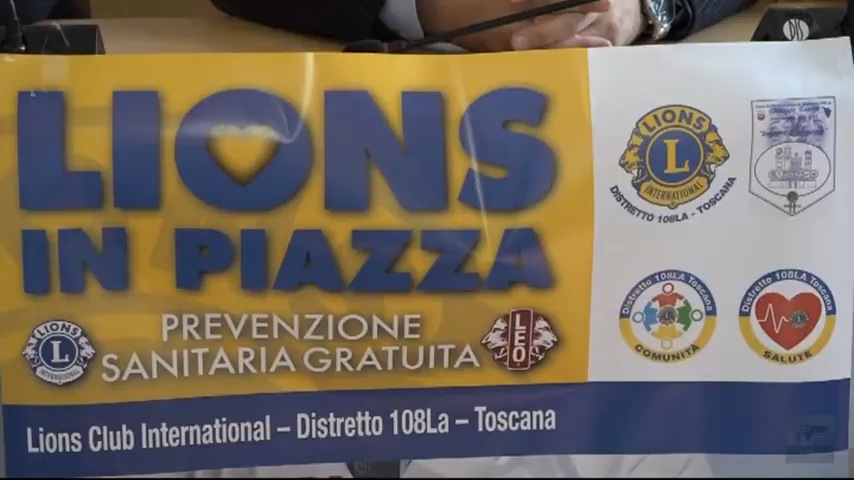 LIONS
IN PIAZZA
PREVENZIONE
SANITARIA GRATUITA
LIONS
L
INTERNATIONAL
LEO
Lions Club International – Distretto 108La – Toscana
LIONS
L
INTERNATIONAL
DISTRETTO 108LA - TOSCANA
Distretto 108LA Toscana
COMUNITÀ
Distretto 108LA Toscana
SALUTE